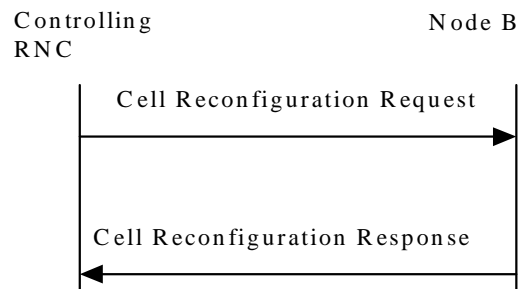 Controlling
RNC
Node B
Cell Reconfiguration Request
Cell Reconfiguration Response